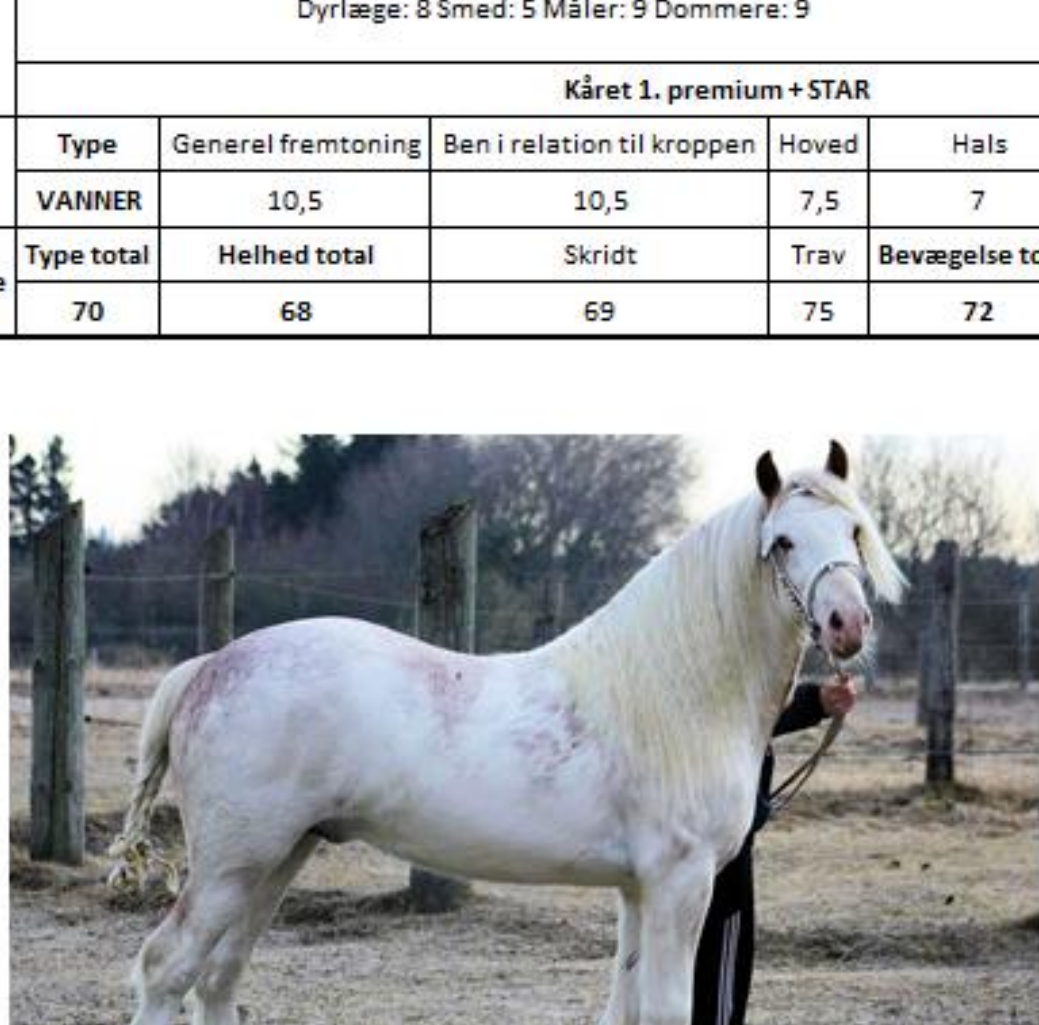 Dyrlæge: 8 Smed: 5 Måler: 9 Dommere: 9
Kåret 1. premium + STAR
Type Generel fremtoning Ben i relation til kroppen Hoved Hals
VANNER 10,5 10,5 7,5 7
Type total Helhed total Skridt Trav Bevægelse
70 68 69 75 72